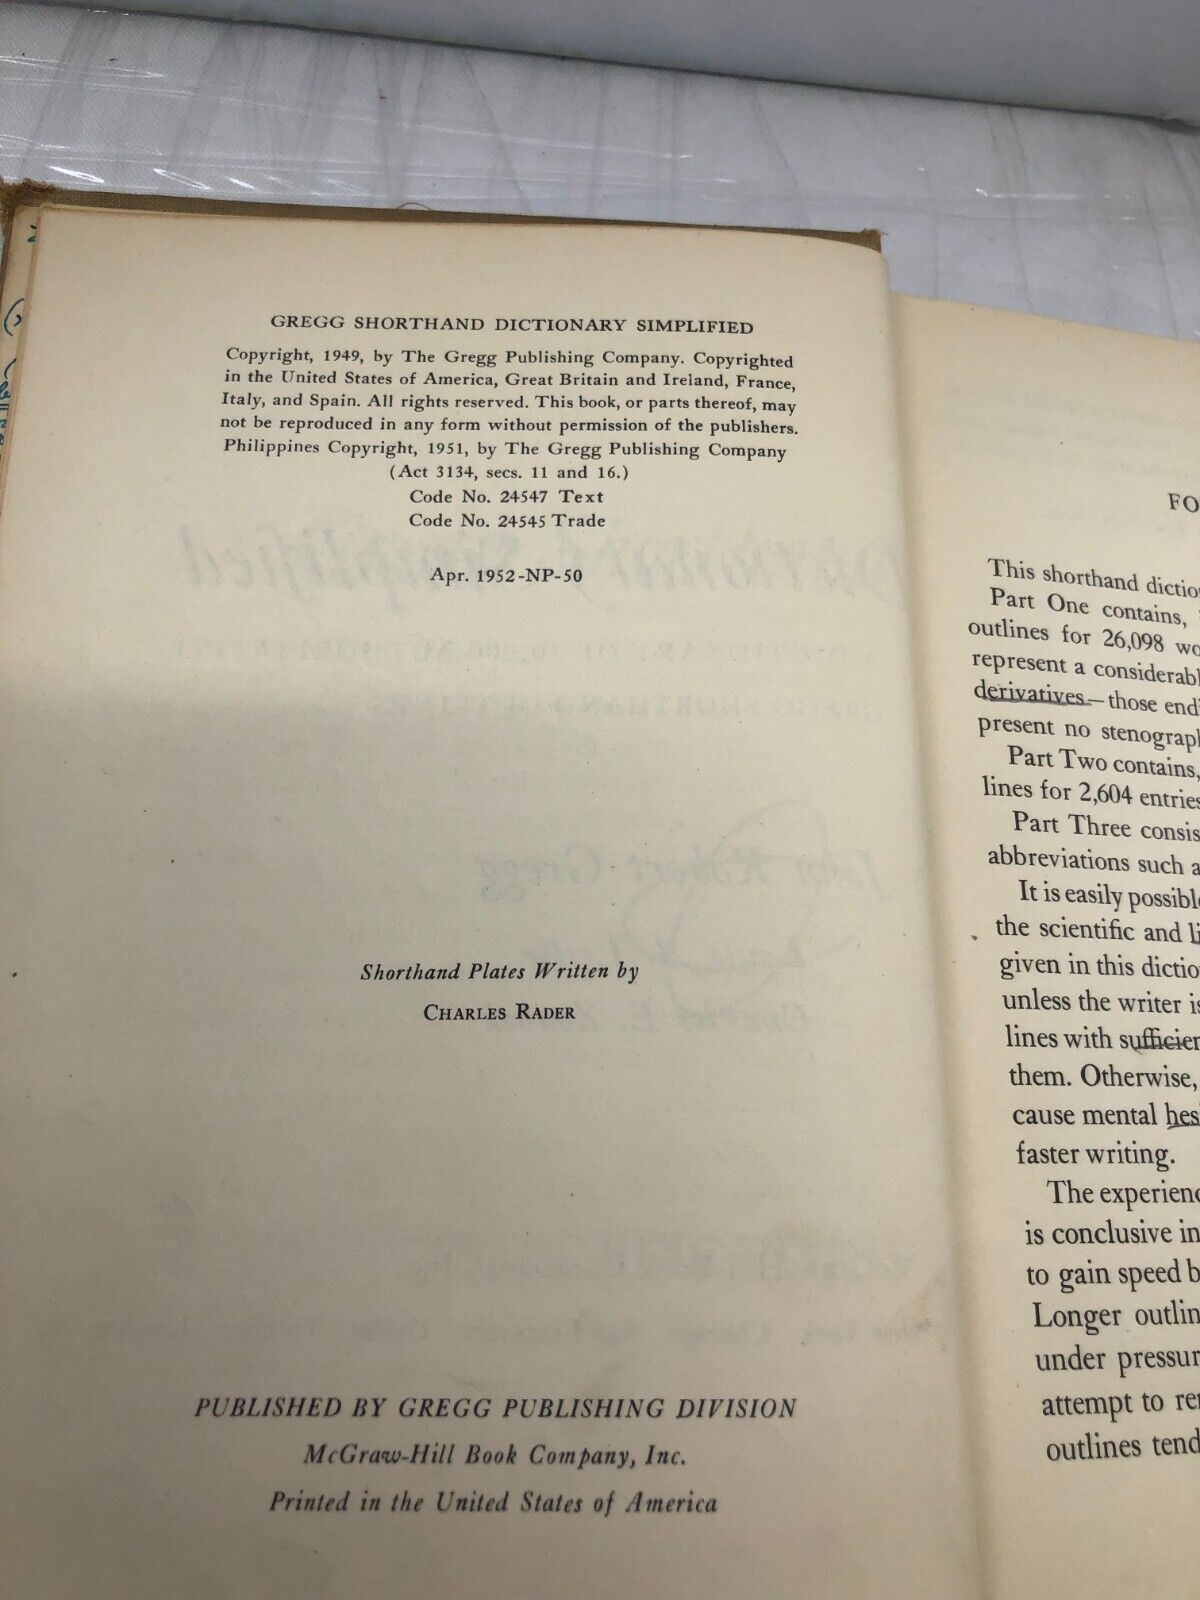 GREGG SHORTHAND DICTIONARY SIMPLIFIED
Copyright, 1949, by The Gregg Publishing Company. Copyrighted
in the United States of America, Great Britain and Ireland, France,
Italy, and Spain. All rights reserved. This book, or parts thereof, may
not be reproduced in any form without permission of the publishers.
Philippines Copyright, 1951, by The Gregg Publishing Company
(Act 3134, secs. 11 and 16.)
Code No. 24547 Text
Code No. 24545 Trade
Apr. 1952-NP-50
Shorthand Plates Written by
CHARLES RADER
PUBLISHED BY GREGG PUBLISHING DIVISION
McGraw-Hill Book Company, Inc.
Printed in the United States of America
FO
This shorthand dictio
Part One contains,
outlines for 26,098 wo
represent a considerabl
derivatives—those endi
present no stenograph
Part Two contains,
lines for 2,604 entries
Part Three consis
abbreviations such a
It is easily possible
the scientific and li
given in this dictio
unless the writer is
lines with sufficien
them. Otherwise,
cause mental hesi
faster writing.
The experienc
is conclusive in
to gain speed b
Longer outlin
under pressur
attempt to re
outlines tend